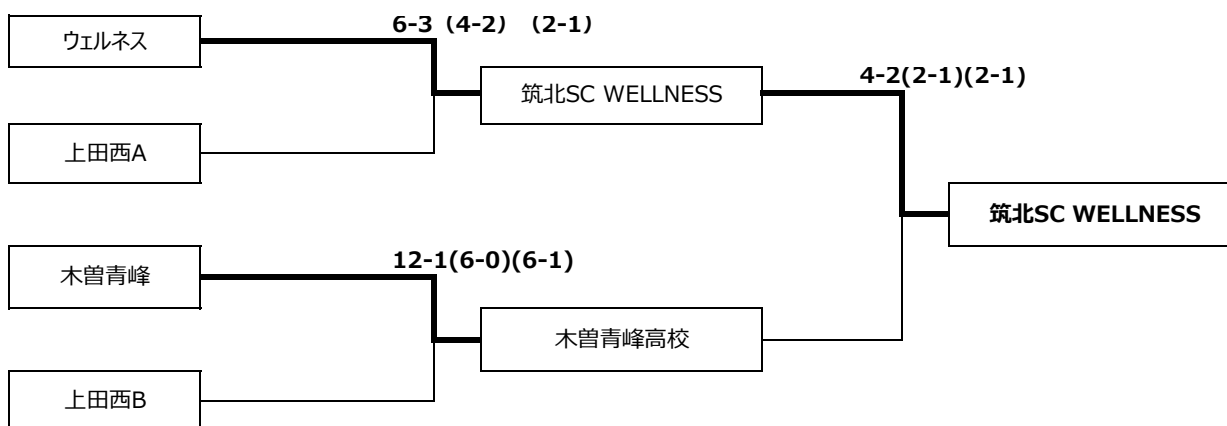 6-3（4-2）（2-1）
ウェルネス
筑北SC WELLNESS
4-2(2-1)(2-1)
上田西A
筑北SC WELLNESS
木曽青峰
12-1(6-0)(6-1)
木曽青峰高校
上田西B